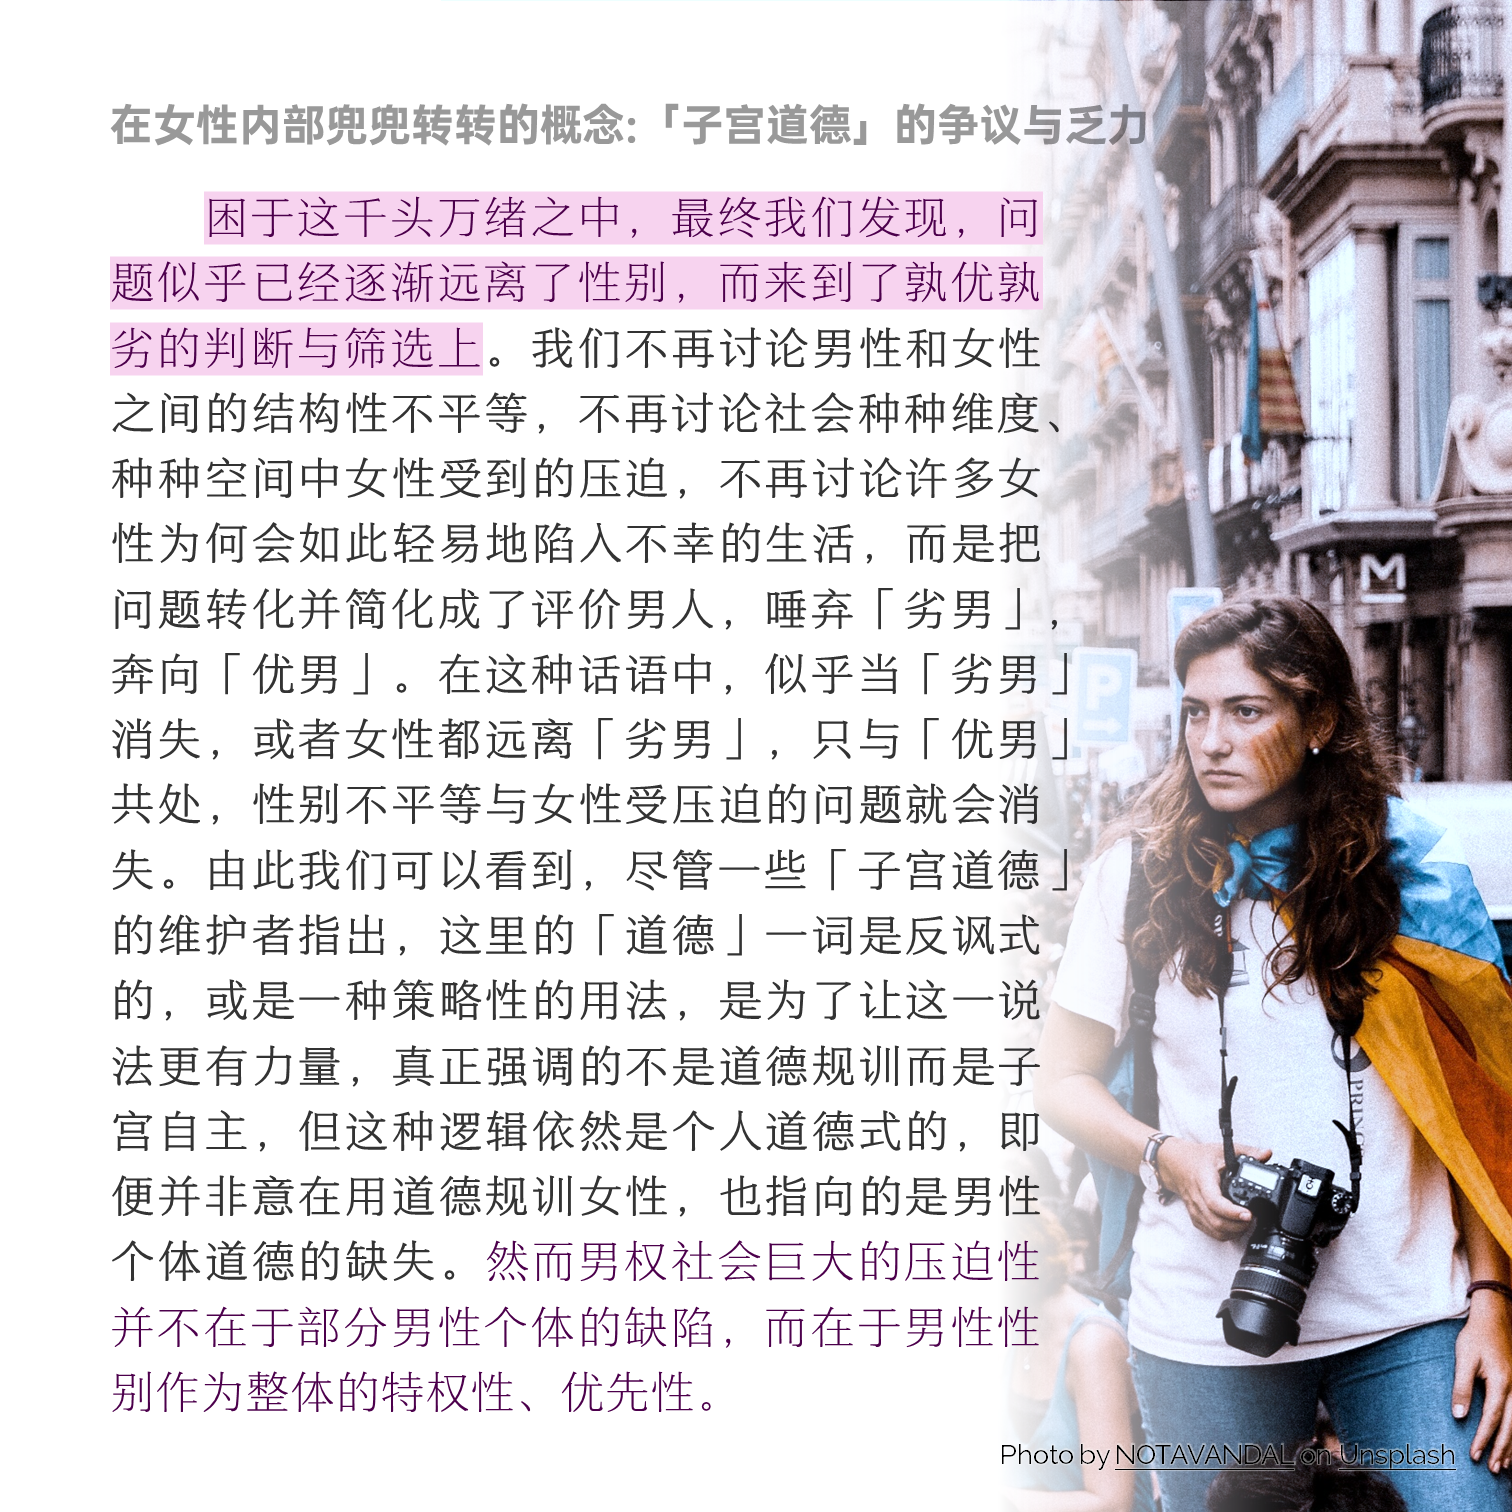 在女性内部兜兜转转的概念:「子宫道德」的争议与乏力
困于这千头万绪之中，最终我们发现，问
题似乎已经逐渐远离了性别，而来到了孰优孰
劣的判断与筛选上。我们不再讨论男性和女性
之间的结构性不平等，不再讨论社会种种维度、
种种空间中女性受到的压迫，不再讨论许多女
性为何会如此轻易地陷入不幸的生活，而是把
问题转化并简化成了评价男人，唾弃「劣男」，
奔向「优男」。在这种话语中，似乎当「劣男」
消失，或者女性都远离「劣男」，只与「优男」
共处，性别不平等与女性受压迫的问题就会消
失。由此我们可以看到，尽管一些「子宫道德」
的维护者指出，这里的「道德」一词是反讽式
的，或是一种策略性的用法，是为了让这一说
法更有力量，真正强调的不是道德规训而是子
宫自主，但这种逻辑依然是个人道德式的，即
便并非意在用道德规训女性，也指向的是男性
个体道德的缺失。然而男权社会巨大的压迫性
并不在于部分男性个体的缺陷，而在于男性性
别作为整体的特权性、优先性。
M
P
PRING
Photo by NOTAVANDAL on Unsplash